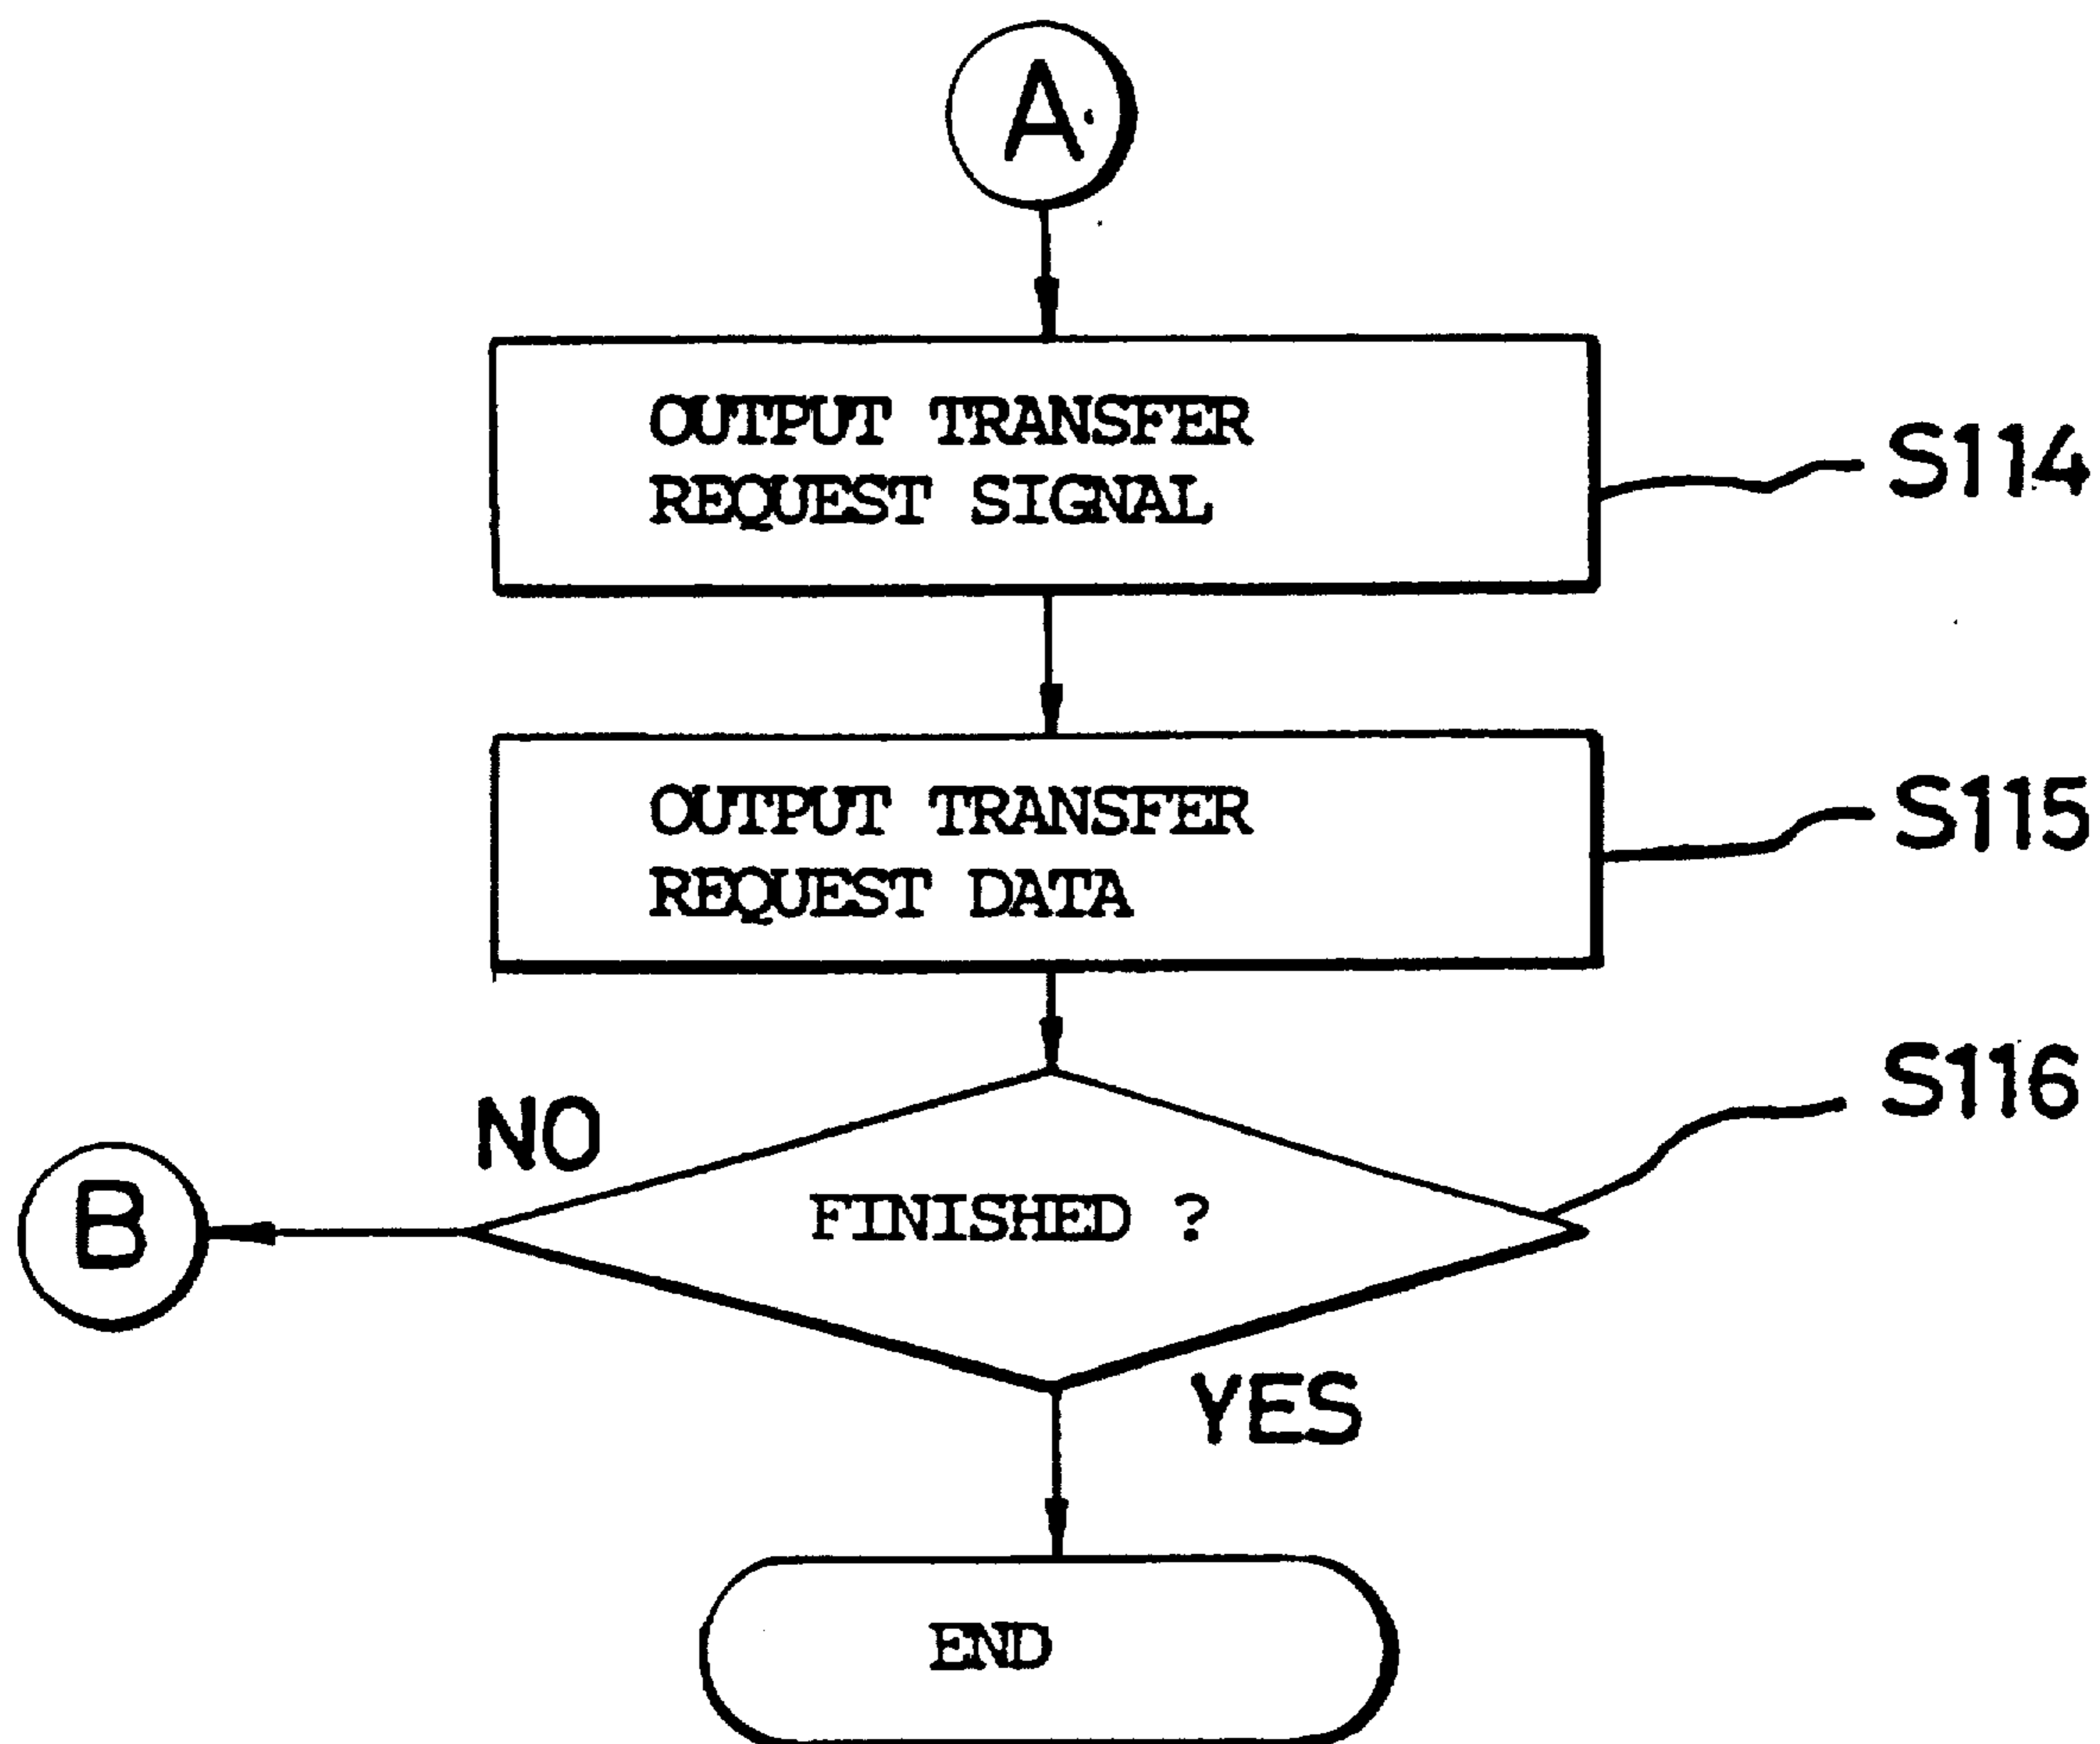 A
OUTPUT TRANSFER
REQUEST SIGNAL
S114
OUTPUT TRANSFER
REQUEST DATA
S115
S116
NO
B
FINISHED ?
YES
END